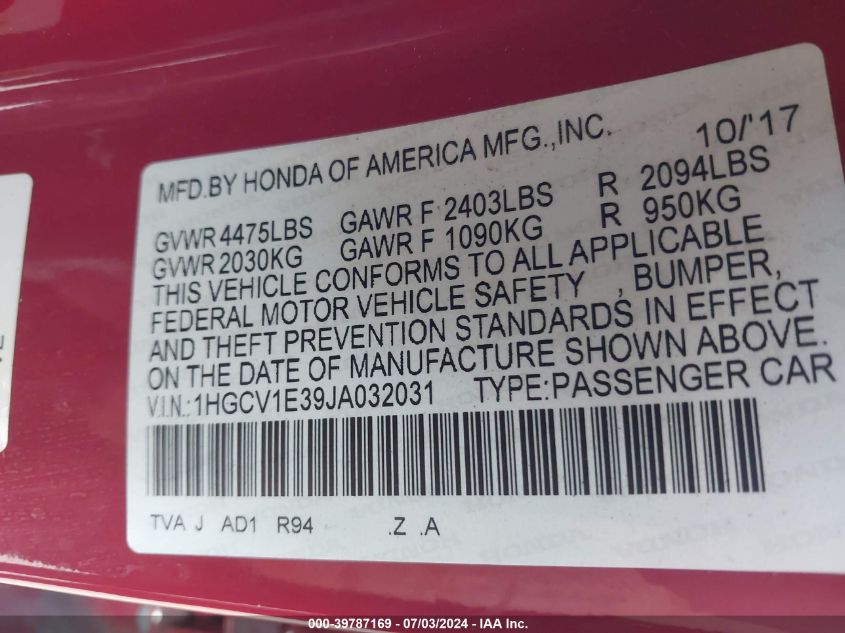 MFD.BY HONDA OF AMERICA MFG.,INC. 10/'17
GVWR 4475LBS GAWR F 2403LBS R 2094LBS
GVWR 2030KG GAWR F 1090KG R 950KG
THIS VEHICLE CONFORMS TO ALL APPLICABLE
FEDERAL MOTOR VEHICLE SAFETY , BUMPER,
AND THEFT PREVENTION STANDARDS IN EFFECT
ON THE DATE OF MANUFACTURE SHOWN ABOVE.
V.I.N.:1HGCV1E39JA032031 TYPE:PASSENGER CAR
TVA J AD1 R94 .Z .A
000-39787169 - 07/03/2024 - IAA Inc.